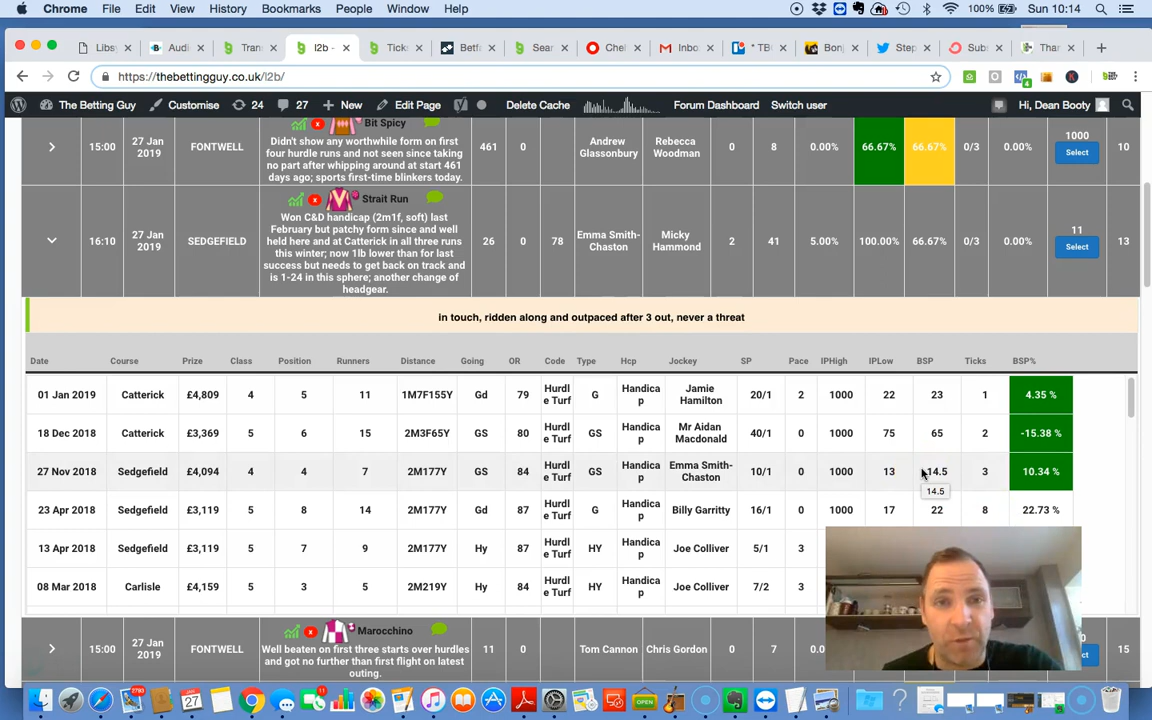 Chrome File Edit View History Bookmarks People Window Help 100% Sun 10:14
Libsy Audi Trans l2b - Ticks Betfa Sear Chel Inbo * TB Bonj Step Subs Than
https://thebettingguy.co.uk/l2b/
The Betting Guy Customise 24 27 New Edit Page Delete Cache Forum Dashboard Switch user Hi, Dean Booty
Bit Spicy
15:00 27 Jan 2019 FONTWELL
Didn't show any worthwhile form on first
four hurdle runs and not seen since taking
no part after whipping around at start 461
days ago; sports first-time blinkers today.
461 0 Andrew Glassonbury Rebecca Woodman 0 8 0.00% 66.67% 66.67% 0/3 0.00% 1000 Select 10
Strait Run
16:10 27 Jan 2019 SEDGEFIELD
Won C&D handicap (2m1f, soft) last
February but patchy form since and well
held here and at Catterick in all three runs
this winter; now 1lb lower than for last
success but needs to get back on track and
is 1-24 in this sphere; another change of
headgear.
26 0 78 Emma Smith-Chaston Micky Hammond 2 41 5.00% 100.00% 66.67% 0/3 0.00% 11 Select 13
in touch, ridden along and outpaced after 3 out, never a threat
Date Course Prize Class Position Runners Distance Going OR Code Type Hcp Jockey SP Pace IPHigh IPLow BSP Ticks BSP%
01 Jan 2019 Catterick £4,809 4 5 11 1M7F155Y Gd 79 Hurdle Turf G Handicap Jamie Hamilton 20/1 2 1000 22 23 1 4.35 %
18 Dec 2018 Catterick £3,369 5 6 15 2M3F65Y GS 80 Hurdle Turf GS Handicap Mr Aidan Macdonald 40/1 0 1000 75 65 2 -15.38 %
27 Nov 2018 Sedgefield £4,094 4 4 7 2M177Y GS 84 Hurdle Turf GS Handicap Emma Smith-Chaston 10/1 0 1000 13 14.5 3 10.34 %
14.5
23 Apr 2018 Sedgefield £3,119 5 8 14 2M177Y Gd 87 Hurdle Turf G Handicap Billy Garritty 16/1 0 1000 17 22 8 22.73 %
13 Apr 2018 Sedgefield £3,119 5 7 9 2M177Y Hy 87 Hurdle Turf HY Handicap Joe Colliver 5/1 3
08 Mar 2018 Carlisle £4,159 5 3 5 2M219Y Hy 84 Hurdle Turf HY Handicap Joe Colliver 7/2 3
Marocchino
15:00 27 Jan 2019 FONTWELL
Well beaten on first three starts over hurdles
and got no further than first flight on latest
outing.
11 0 Tom Cannon Chris Gordon 0 7 15